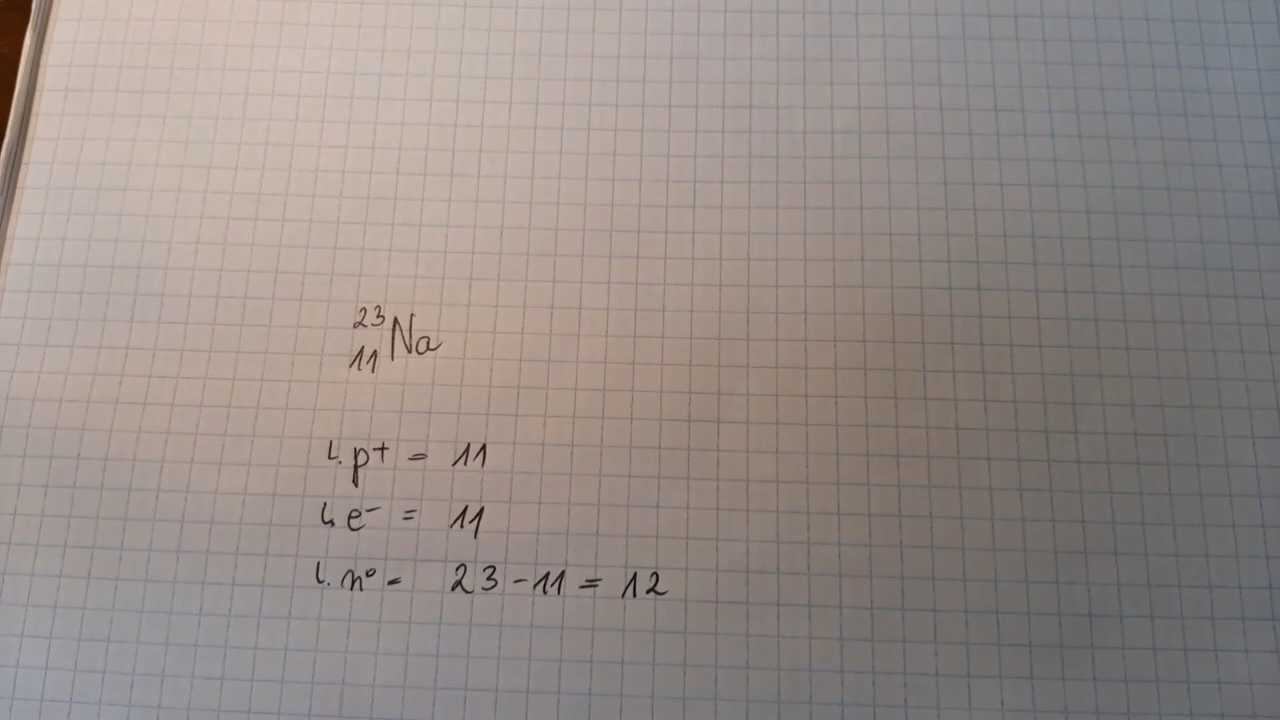 23
11 Na
l. p+ = 11
l. e- = 11
l. n° = 23 - 11 = 12